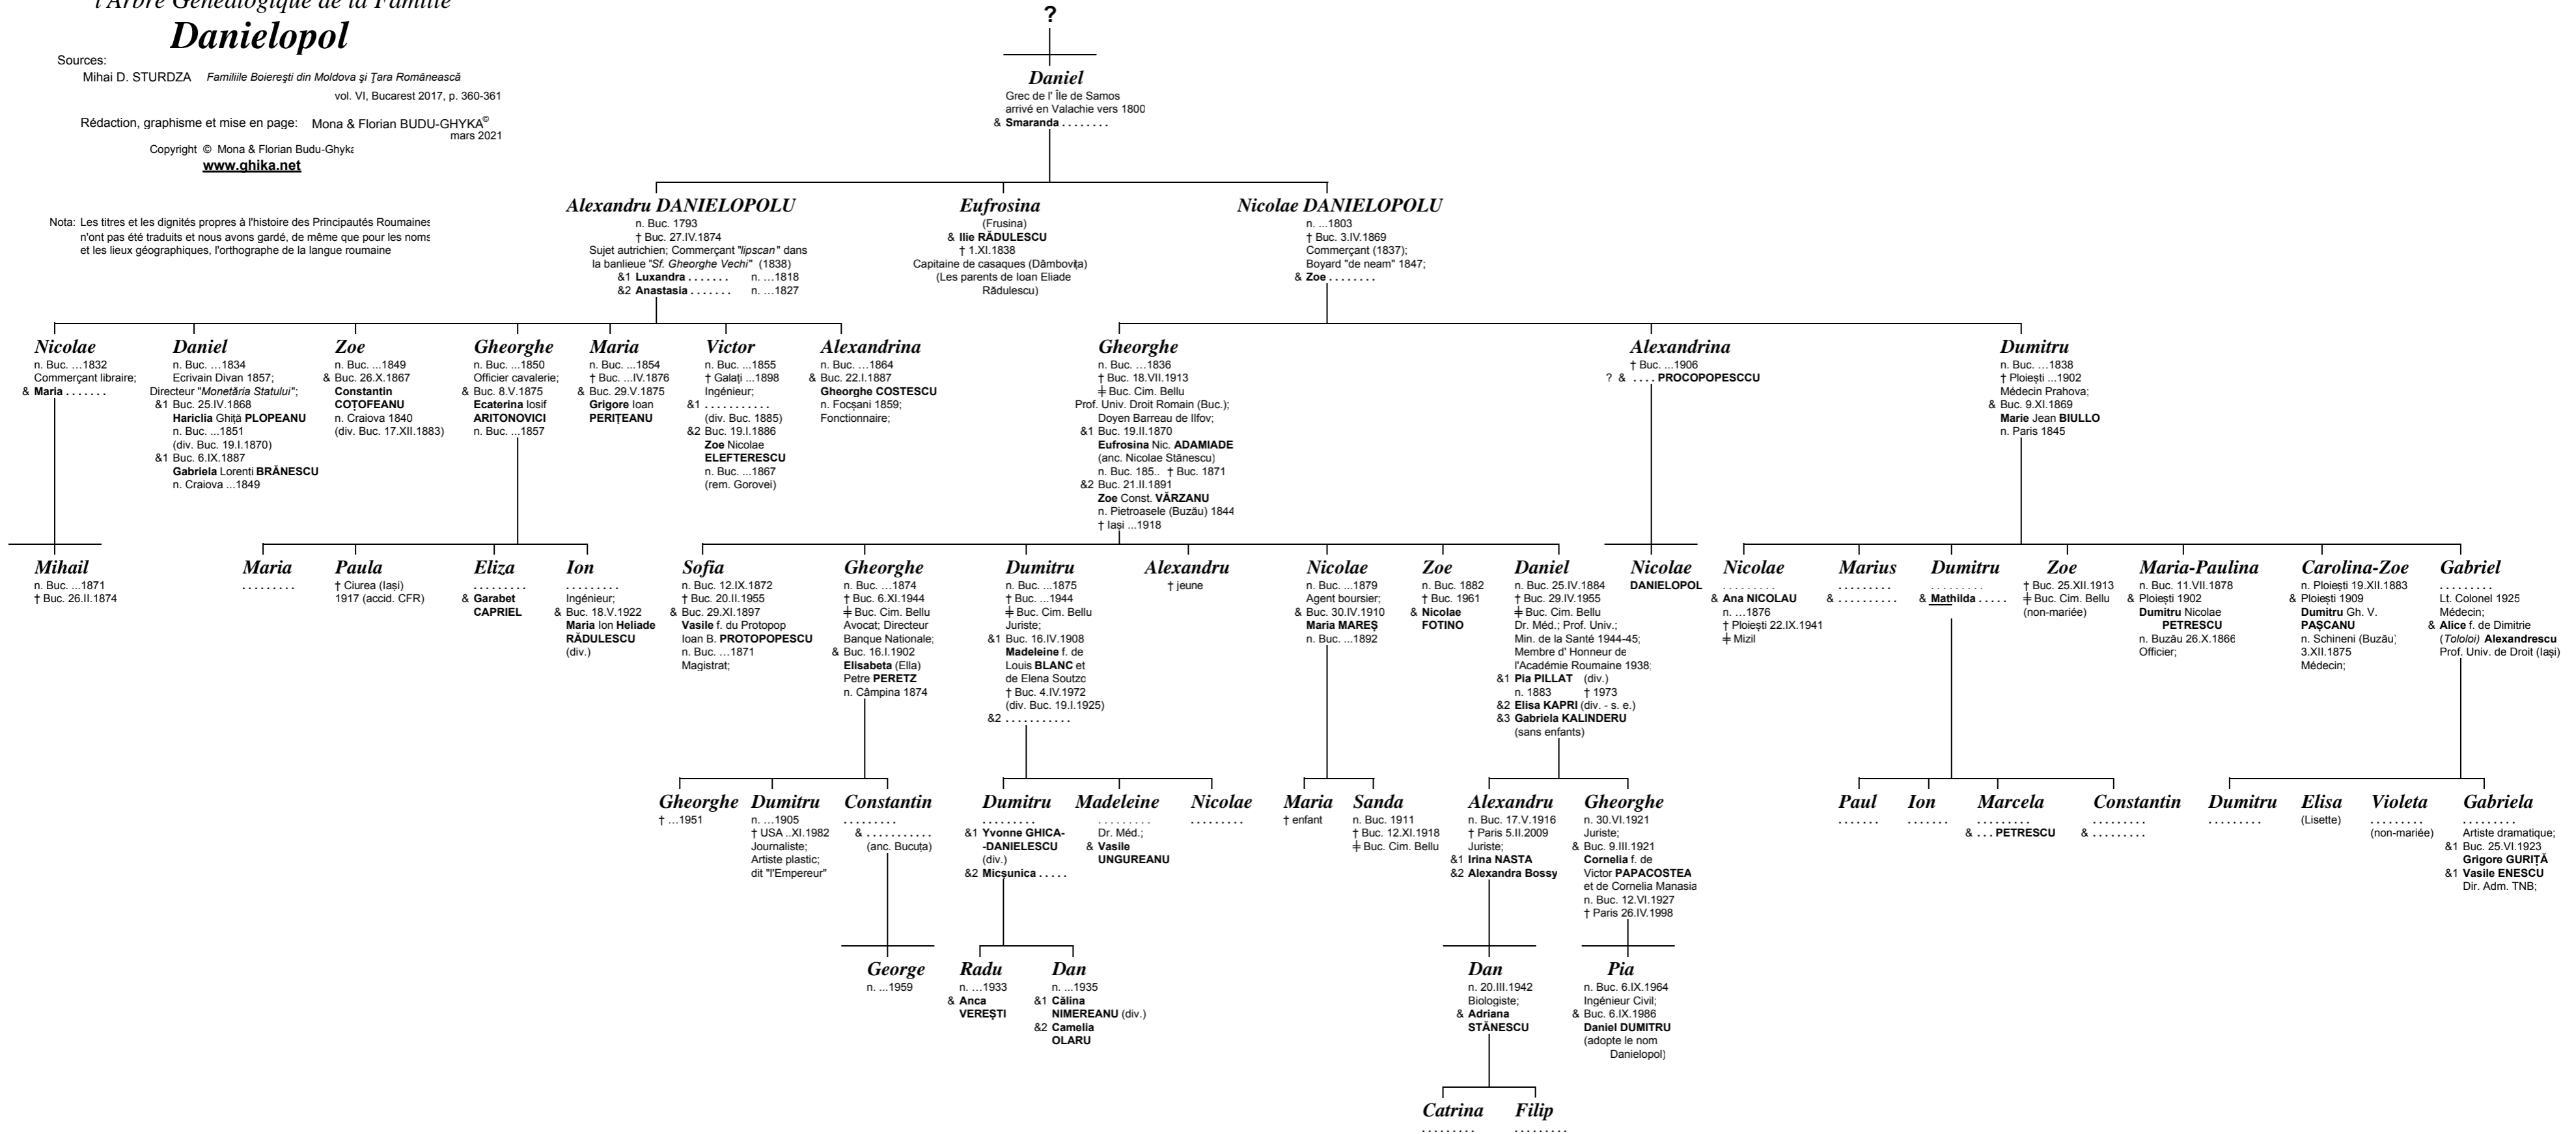 l'Arbre Généalogique de la Famille
Danielopol
Sources:
Mihai D. STURDZA Familiile Boiereşti din Moldova şi Ţara Românească
vol. VI, Bucarest 2017, p. 360-361
Rédaction, graphisme et mise en page: Mona & Florian BUDU-GHYKA©
mars 2021
Copyright © Mona & Florian Budu-Ghyka
www.ghika.net
Nota: Les titres et les dignités propres à l'histoire des Principautés Roumaines
n'ont pas été traduits et nous avons gardé, de même que pour les noms
et les lieux géographiques, l'orthographe de la langue roumaine
?
Daniel
Grec de l' Île de Samos
arrivé en Valachie vers 1800
& Smaranda ........
Alexandru DANIELOPOLU
n. Buc. 1793
† Buc. 27.IV.1874
Sujet autrichien; Commerçant "lipscan" dans
la banlieue "Sf. Gheorghe Vechi" (1838)
&1 Luxandra ....... n. ...1818
&2 Anastasia ....... n. ...1827
Eufrosina
(Frusina)
& Ilie RĂDULESCU
† 1.XI.1838
Capitaine de casaques (Dâmbovița)
(Les parents de Ioan Eliade
Rădulescu)
Nicolae DANIELOPOLU
n. ...1803
† Buc. 3.IV.1869
Commerçant (1837);
Boyard "de neam" 1847;
& Zoe ........
Nicolae
n. Buc. ...1832
Commerçant libraire;
& Maria .......
Daniel
n. Buc. ...1834
Ecrivain Divan 1857;
Directeur "Monetăria Statului";
&1 Buc. 25.IV.1868
Hariclia Ghiță PLOPEANU
n. Buc. ...1851
(div. Buc. 19.I.1870)
&1 Buc. 6.IX.1887
Gabriela Lorenti BRĂNESCU
n. Craiova ...1849
Zoe
n. Buc. ...1849
& Buc. 26.X.1867
Constantin
COȚOFEANU
n. Craiova 1840
(div. Buc. 17.XII.1883)
Gheorghe
n. Buc. ...1850
Officier cavalerie;
& Buc. 8.V.1875
Ecaterina Iosif
ARITONOVICI
n. Buc. ...1857
Maria
n. Buc. ...1854
† Buc. ...IV.1876
& Buc. 29.V.1875
Grigore Ioan
PERIȚEANU
Victor
n. Buc. ...1855
† Galați ...1898
Ingénieur;
&1 ...........
(div. Buc. 1885)
&2 Buc. 19.I.1886
Zoe Nicolae
ELEFTERESCU
n. Buc. ...1867
(rem. Gorovei)
Alexandrina
n. Buc. ...1864
& Buc. 22.I.1887
Gheorghe COSTESCU
n. Focșani 1859;
Fonctionnaire;
Gheorghe
n. Buc. ...1836
† Buc. 18.VII.1913
╪ Buc. Cim. Bellu
Prof. Univ. Droit Romain (Buc.);
Doyen Barreau de Ilfov;
&1 Buc. 19.II.1870
Eufrosina Nic. ADAMIADE
(anc. Nicolae Stănescu)
n. Buc. 185.. † Buc. 1871
&2 Buc. 21.II.1891
Zoe Const. VĂRZANU
n. Pietroasele (Buzău) 1844
† Iași ...1918
Alexandrina
† Buc. ...1906
? & .... PROCOPOPESCCU
Dumitru
n. Buc. ...1838
† Ploiești ...1902
Médecin Prahova;
& Buc. 9.XI.1869
Marie Jean BIULLO
n. Paris 1845
Mihail
n. Buc. ...1871
† Buc. 26.II.1874
Maria
.........
Paula
† Ciurea (Iași)
1917 (accid. CFR)
Eliza
.........
& Garabet
CAPRIEL
Ion
.........
Ingénieur;
& Buc. 18.V.1922
Maria Ion Heliade
RĂDULESCU
(div.)
Sofia
n. Buc. 12.IX.1872
† Buc. 20.II.1955
& Buc. 29.XI.1897
Vasile f. du Protopop
Ioan B. PROTOPOPESCU
n. Buc. ...1871
Magistrat;
Gheorghe
n. Buc. ...1874
† Buc. 6.XI.1944
╪ Buc. Cim. Bellu
Avocat; Directeur
Banque Nationale;
& Buc. 16.I.1902
Elisabeta (Ella)
Petre PERETZ
n. Câmpina 1874
Dumitru
n. Buc. ...1875
† Buc. ...1944
╪ Buc. Cim. Bellu
Juriste;
&1 Buc. 16.IV.1908
Madeleine f. de
Louis BLANC et
de Elena Soutzo
† Buc. 4.IV.1972
(div. Buc. 19.I.1925)
&2 ...........
Alexandru
† jeune
Nicolae
n. Buc. ...1879
Agent boursier;
& Buc. 30.IV.1910
Maria MAREȘ
n. Buc. ...1892
Zoe
n. Buc. 1882
† Buc. 1961
& Nicolae
FOTINO
Daniel
n. Buc. 25.IV.1884
† Buc. 29.IV.1955
╪ Buc. Cim. Bellu
Dr. Méd.; Prof. Univ.;
Min. de la Santé 1944-45;
Membre d' Honneur de
l'Académie Roumaine 1938;
&1 Pia PILLAT (div.)
n. 1883 † 1973
&2 Elisa KAPRI (div. - s. e.)
&3 Gabriela KALINDERU
(sans enfants)
Nicolae
DANIELOPOL
Nicolae
.........
& Ana NICOLAU
n. ...1876
† Ploiești 22.IX.1941
╪ Mizil
Marius
.........
& ..........
Dumitru
.........
& Mathilda .....
Zoe
† Buc. 25.XII.1913
╪ Buc. Cim. Bellu
(non-mariée)
Maria-Paulina
n. Buc. 11.VII.1878
& Ploiești 1902
Dumitru Nicolae
PETRESCU
n. Buzău 26.X.1866
Officier;
Carolina-Zoe
n. Ploiești 19.XII.1883
& Ploiești 1909
Dumitru Gh. V.
PAȘCANU
n. Schineni (Buzău)
3.XII.1875
Médecin;
Gabriel
.........
Lt. Colonel 1925
Médecin;
& Alice f. de Dimitrie
(Tololoi) Alexandrescu
Prof. Univ. de Droit (Iași)
Gheorghe
† ...1951
Dumitru
n. ...1905
† USA ..XI.1982
Journaliste;
Artiste plastic;
dit "l'Empereur"
Constantin
.........
& ...........
(anc. Bucuța)
Dumitru
.........
&1 Yvonne GHICA-
-DANIELESCU
(div.)
&2 Micsunica .....
Madeleine
.........
Dr. Méd.;
& Vasile
UNGUREANU
Nicolae
.........
Maria
† enfant
Sanda
n. Buc. 1911
† Buc. 12.XI.1918
╪ Buc. Cim. Bellu
Alexandru
n. Buc. 17.V.1916
† Paris 5.II.2009
Juriste;
&1 Irina NASTA
&2 Alexandra Bossy
Gheorghe
n. 30.VI.1921
Juriste;
& Buc. 9.III.1921
Cornelia f. de
Victor PAPACOSTEA
et de Cornelia Manasia
n. Buc. 12.VI.1927
† Paris 26.IV.1998
Paul
.......
Ion
.......
Marcela
.........
& ... PETRESCU
Constantin
.........
& .........
Dumitru
.........
Elisa
(Lisette)
Violeta
.........
(non-mariée)
Gabriela
.........
Artiste dramatique;
&1 Buc. 25.VI.1923
Grigore GURIȚĂ
&1 Vasile ENESCU
Dir. Adm. TNB;
George
n. ...1959
Radu
n. ...1933
& Anca
VEREȘTI
Dan
n. ...1935
&1 Călina
NIMEREANU (div.)
&2 Camelia
OLARU
Dan
n. 20.III.1942
Biologiste;
& Adriana
STĂNESCU
Pia
n. Buc. 6.IX.1964
Ingénieur Civil;
& Buc. 6.IX.1986
Daniel DUMITRU
(adopte le nom
Danielopol)
Catrina
.........
Filip
.........